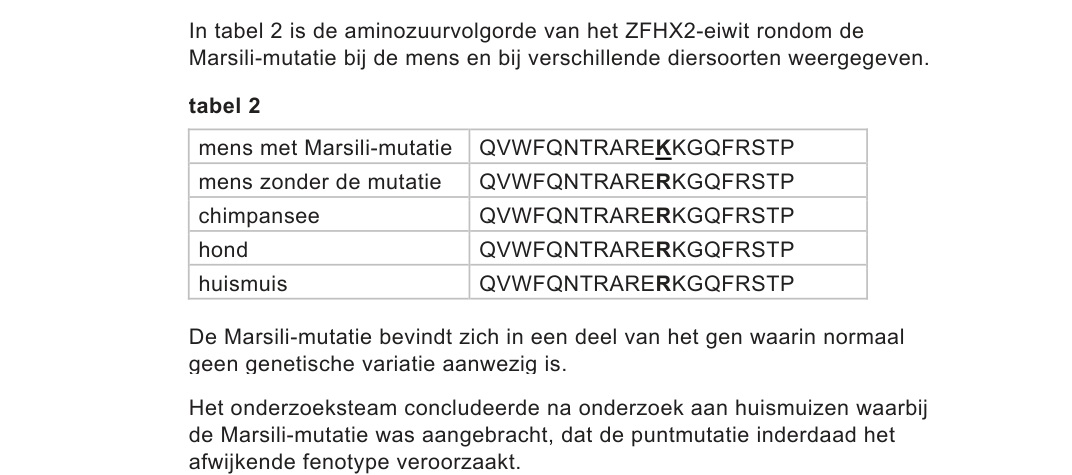 In tabel 2 is de aminozuurvolgorde van het ZFHX2-eiwit rondom de
Marsili-mutatie bij de mens en bij verschillende diersoorten weergegeven.
tabel 2
mens met Marsili-mutatie QVWFQNTRAREKKGQFRSTP
mens zonder de mutatie QVWFQNTRARERKGQFRSTP
chimpansee QVWFQNTRARERKGQFRSTP
hond QVWFQNTRARERKGQFRSTP
huismuis QVWFQNTRARERKGQFRSTP
De Marsili-mutatie bevindt zich in een deel van het gen waarin normaal
geen genetische variatie aanwezig is.
Het onderzoeksteam concludeerde na onderzoek aan huismuizen waarbij
de Marsili-mutatie was aangebracht, dat de puntmutatie inderdaad het
afwijkende fenotype veroorzaakt.